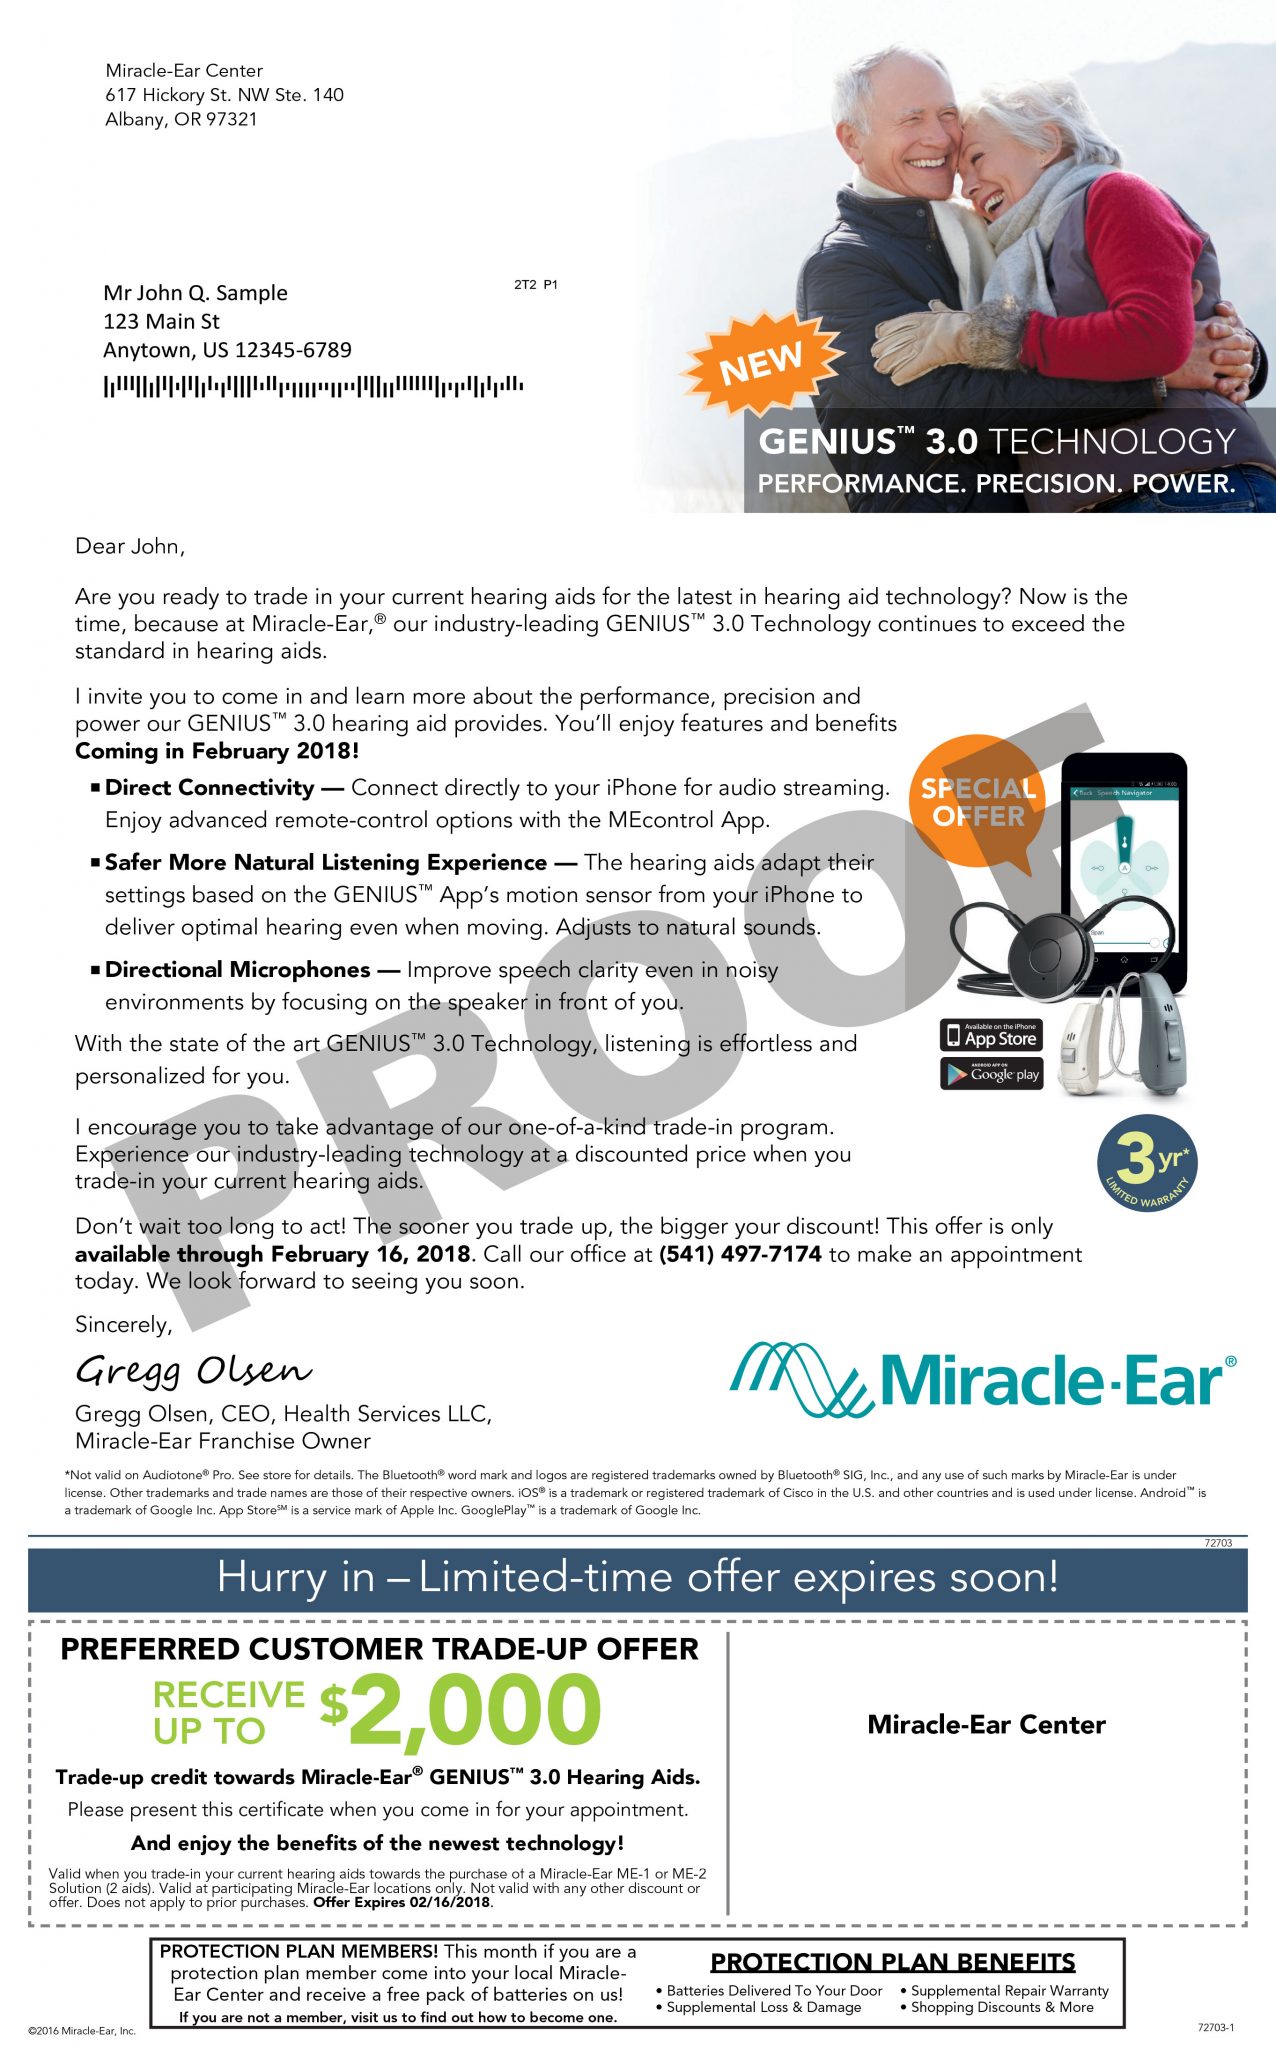 Miracle-Ear Center
617 Hickory St. NW Ste. 140
Albany, OR 97321
2T2 P1
Mr John Q. Sample
123 Main St
Anytown, US 12345-6789
NEW
GENIUS™ 3.0 TECHNOLOGY
PERFORMANCE. PRECISION. POWER.
Dear John,
Are you ready to trade in your current hearing aids for the latest in hearing aid technology? Now is the
time, because at Miracle-Ear,® our industry-leading GENIUS™ 3.0 Technology continues to exceed the
standard in hearing aids.
I invite you to come in and learn more about the performance, precision and
power our GENIUS™ 3.0 hearing aid provides. You'll enjoy features and benefits
Coming in February 2018!
▪ Direct Connectivity — Connect directly to your iPhone for audio streaming.
Enjoy advanced remote-control options with the MEcontrol App.
▪ Safer More Natural Listening Experience — The hearing aids adapt their
settings based on the GENIUS™ App's motion sensor from your iPhone to
deliver optimal hearing even when moving. Adjusts to natural sounds.
▪ Directional Microphones — Improve speech clarity even in noisy
environments by focusing on the speaker in front of you.
SPECIAL
OFFER
Back Speech Navigator
Span
Available on the iPhone
App Store
ANDROID APP ON
Google play
With the state of the art GENIUS™ 3.0 Technology, listening is effortless and
personalized for you.
I encourage you to take advantage of our one-of-a-kind trade-in program.
Experience our industry-leading technology at a discounted price when you
trade-in your current hearing aids.
3 yr*
LIMITED WARRANTY
Don't wait too long to act! The sooner you trade up, the bigger your discount! This offer is only
available through February 16, 2018. Call our office at (541) 497-7174 to make an appointment
today. We look forward to seeing you soon.
PROOF
Sincerely,
Gregg Olsen
Gregg Olsen, CEO, Health Services LLC,
Miracle-Ear Franchise Owner
Miracle-Ear®
*Not valid on Audiotone® Pro. See store for details. The Bluetooth® word mark and logos are registered trademarks owned by Bluetooth® SIG, Inc., and any use of such marks by Miracle-Ear is under
license. Other trademarks and trade names are those of their respective owners. iOS® is a trademark or registered trademark of Cisco in the U.S. and other countries and is used under license. Android™ is
a trademark of Google Inc. App Store℠ is a service mark of Apple Inc. GooglePlay™ is a trademark of Google Inc.
72703
Hurry in – Limited-time offer expires soon!
PREFERRED CUSTOMER TRADE-UP OFFER
RECEIVE
UP TO $2,000
Trade-up credit towards Miracle-Ear® GENIUS™ 3.0 Hearing Aids.
Please present this certificate when you come in for your appointment.
And enjoy the benefits of the newest technology!
Valid when you trade-in your current hearing aids towards the purchase of a Miracle-Ear ME-1 or ME-2
Solution (2 aids). Valid at participating Miracle-Ear locations only. Not valid with any other discount or
offer. Does not apply to prior purchases. Offer Expires 02/16/2018.
Miracle-Ear Center
PROTECTION PLAN MEMBERS! This month if you are a
protection plan member come into your local Miracle-
Ear Center and receive a free pack of batteries on us!
If you are not a member, visit us to find out how to become one.
PROTECTION PLAN BENEFITS
• Batteries Delivered To Your Door • Supplemental Repair Warranty
• Supplemental Loss & Damage • Shopping Discounts & More
©2016 Miracle-Ear, Inc.
72703-1